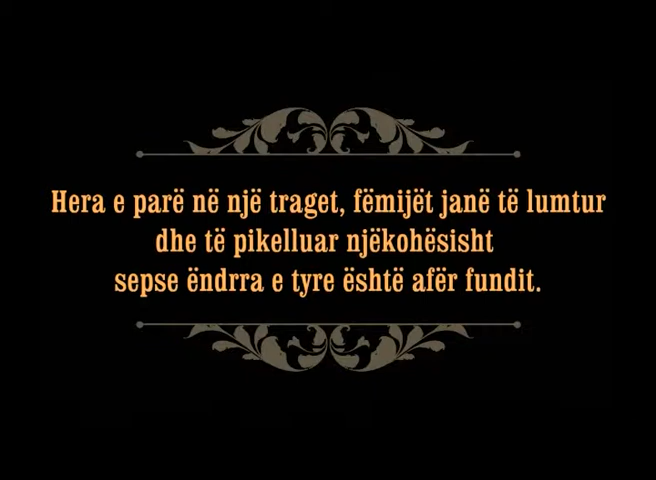 Hera e parë në një traget, fëmijët janë të lumtur
dhe të pikelluar njëkohësisht
sepse ëndrra e tyre është afër fundit.